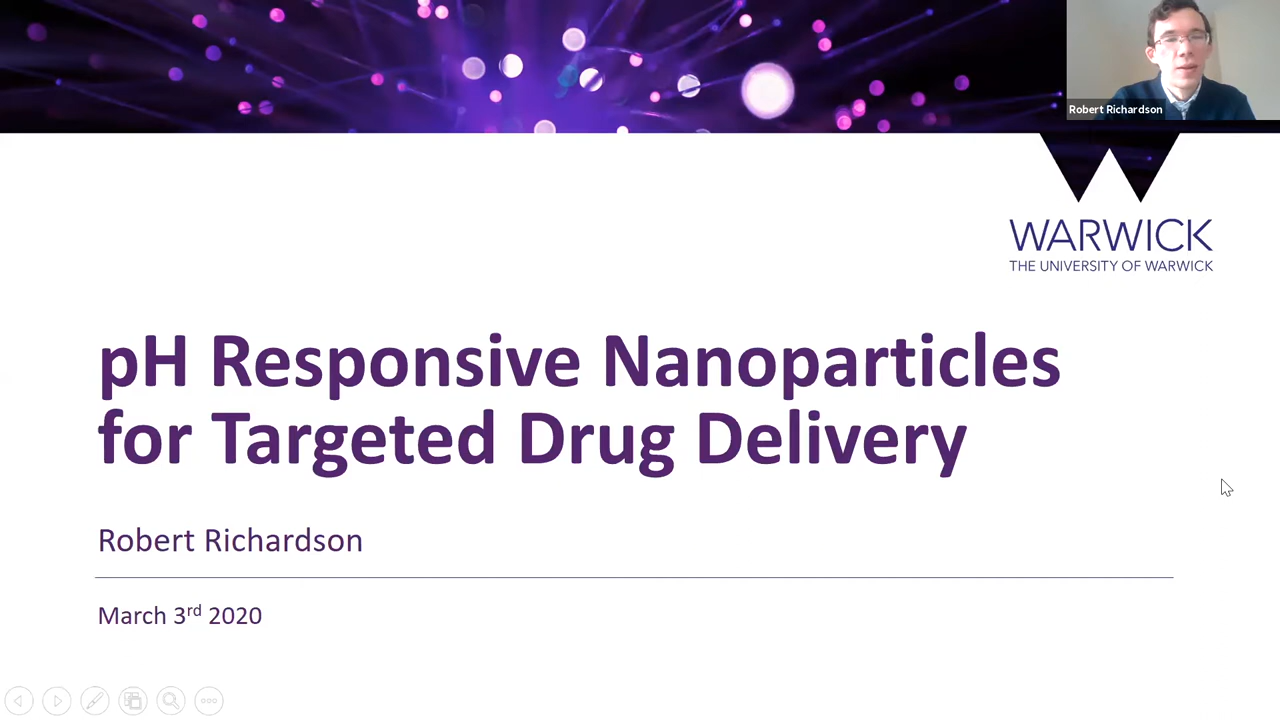 Robert Richardson
WARWICK
THE UNIVERSITY OF WARWICK
pH Responsive Nanoparticles
for Targeted Drug Delivery
Robert Richardson
March 3rd 2020